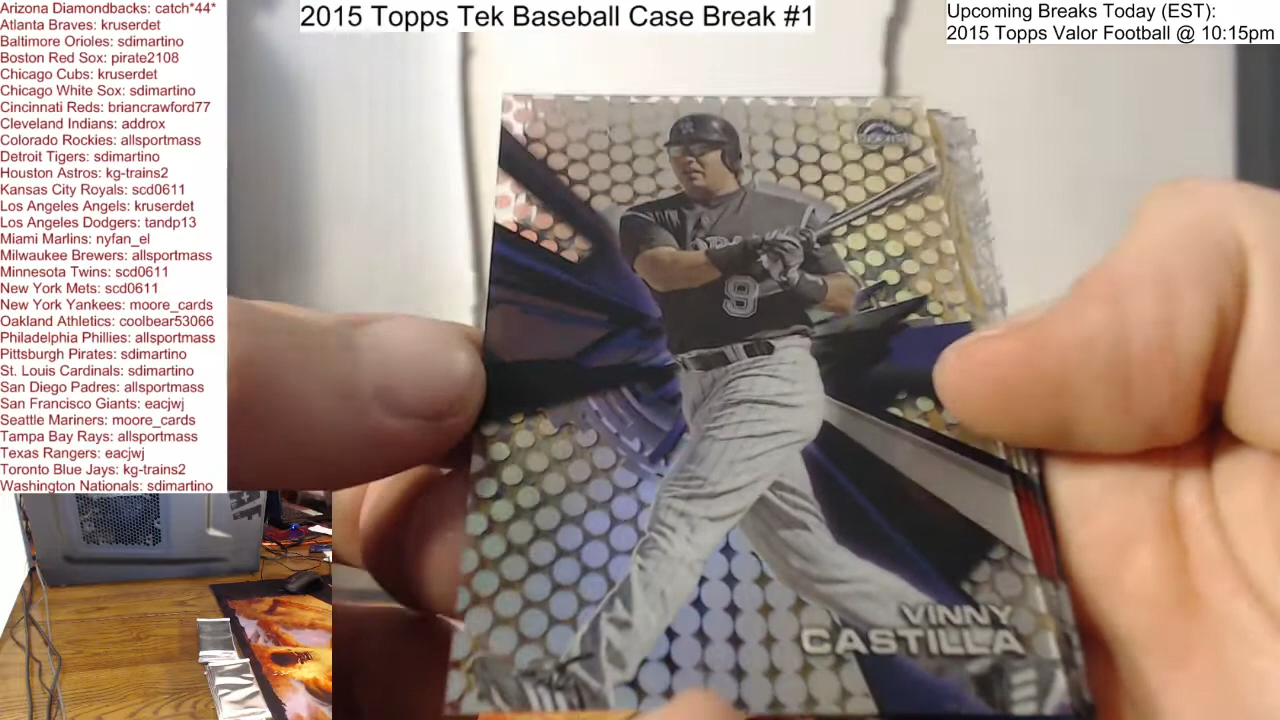 Arizona Diamondbacks: catch*44*
Atlanta Braves: kruserdet
Baltimore Orioles: sdimartino
Boston Red Sox: pirate2108
Chicago Cubs: kruserdet
Chicago White Sox: sdimartino
Cincinnati Reds: briancrawford77
Cleveland Indians: addrox
Colorado Rockies: allsportmass
Detroit Tigers: sdimartino
Houston Astros: kg-trains2
Kansas City Royals: scd0611
Los Angeles Angels: kruserdet
Los Angeles Dodgers: tandp13
Miami Marlins: nyfan_el
Milwaukee Brewers: allsportmass
Minnesota Twins: scd0611
New York Mets: scd0611
New York Yankees: moore_cards
Oakland Athletics: coolbear53066
Philadelphia Phillies: allsportmass
Pittsburgh Pirates: sdimartino
St. Louis Cardinals: sdimartino
San Diego Padres: allsportmass
San Francisco Giants: eacjwj
Seattle Mariners: moore_cards
Tampa Bay Rays: allsportmass
Texas Rangers: eacjwj
Toronto Blue Jays: kg-trains2
Washington Nationals: sdimartino
2015 Topps Tek Baseball Case Break #1
Upcoming Breaks Today (EST):
2015 Topps Valor Football @ 10:15pm
9
VINNY
CASTILLA